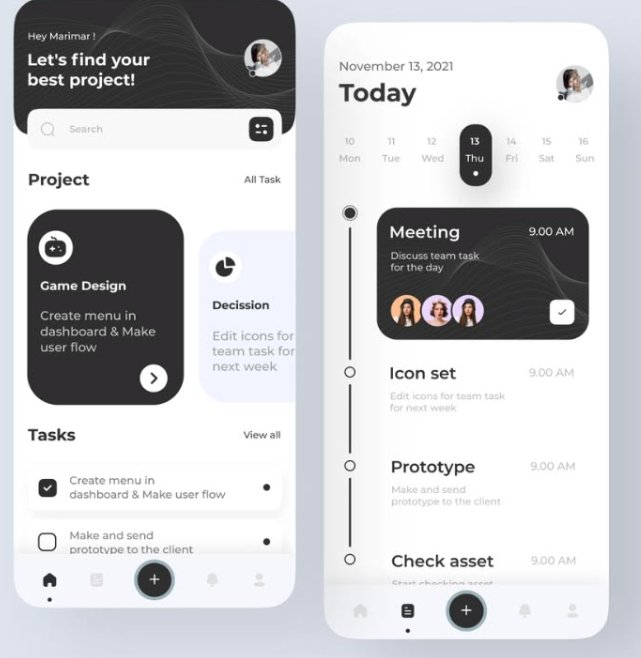 Hey Marimar !
Let's find your
best project!
Search
Project
All Task
Game Design
Create menu in
dashboard & Make
user flow
Decission
Edit icons for
team task for
next week
Tasks
View all
Create menu in
dashboard & Make user flow
Make and send
prototype to the client
November 13, 2021
Today
10 11 12 13 14 15 16
Mon Tue Wed Thu Fri Sat Sun
Meeting 9.00 AM
Discuss team task
for the day
Icon set 9.00 AM
Edit icons for team task
for next week
Prototype 9.00 AM
Make and send
prototype to the client
Check asset 9.00 AM
Start checking asset